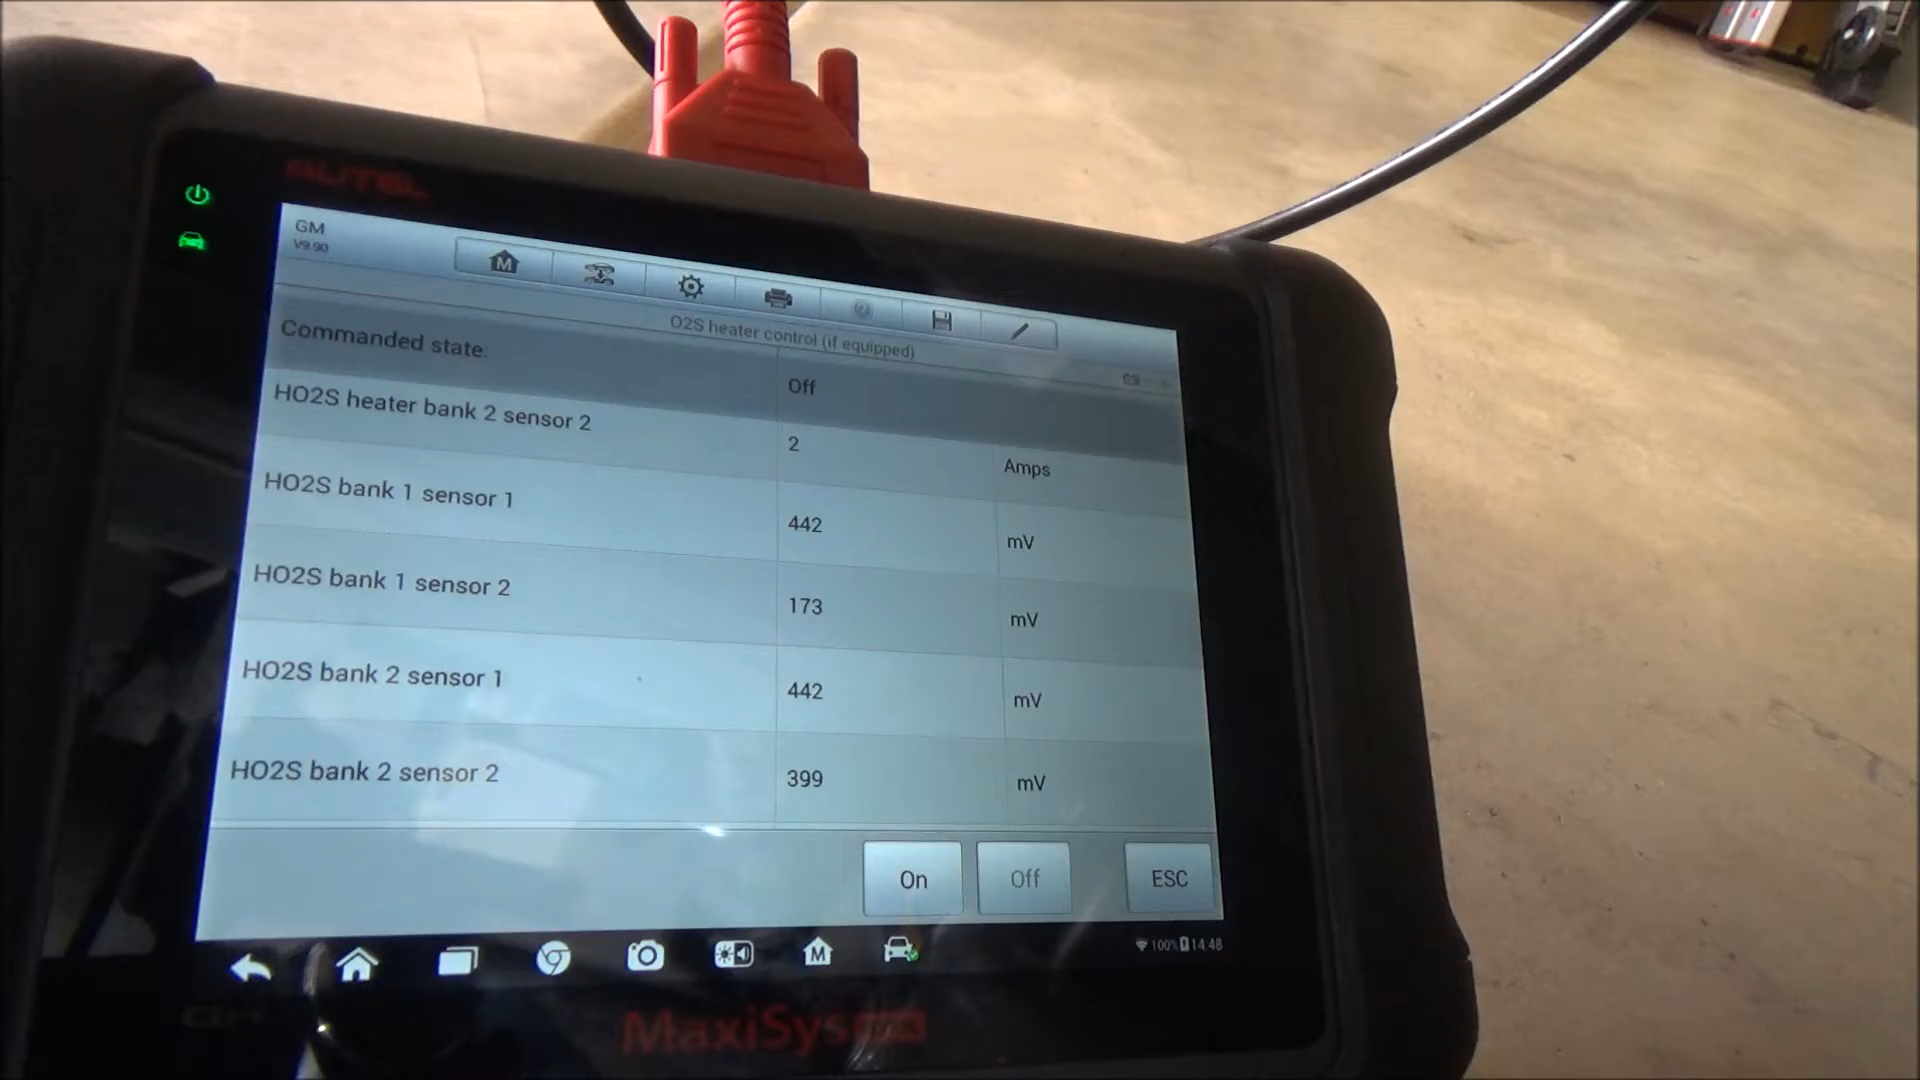 AUTEL
GM
V9.90
M
O2S heater control (if equipped)
Commanded state: Off
HO2S heater bank 2 sensor 2 2 Amps
HO2S bank 1 sensor 1 442 mV
HO2S bank 1 sensor 2 173 mV
HO2S bank 2 sensor 1 442 mV
HO2S bank 2 sensor 2 399 mV
On Off ESC
M
100% 14:48
MaxiSys